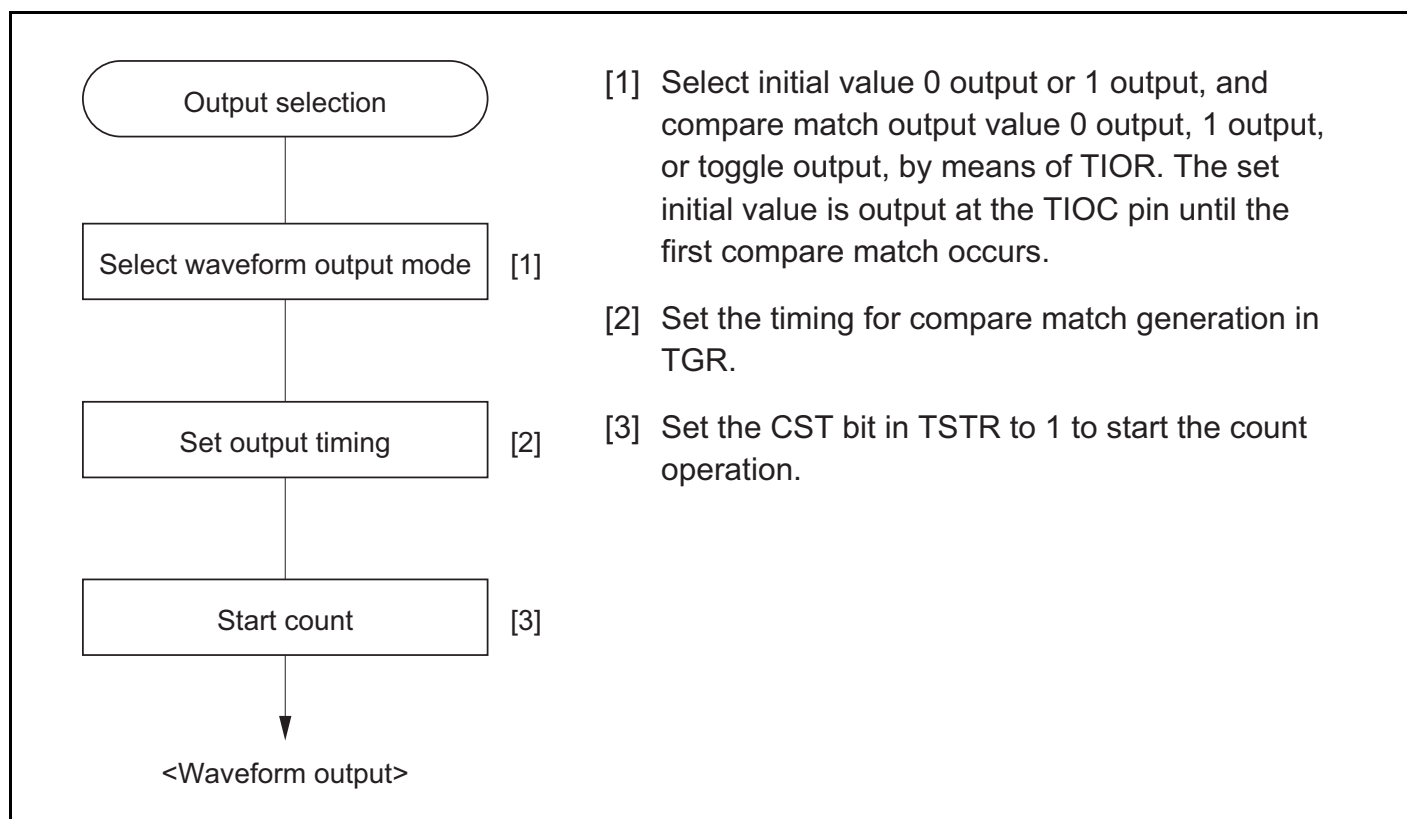 Output selection
Select waveform output mode [1]
Set output timing [2]
Start count [3]
<Waveform output>
[1] Select initial value 0 output or 1 output, and
compare match output value 0 output, 1 output,
or toggle output, by means of TIOR. The set
initial value is output at the TIOC pin until the
first compare match occurs.
[2] Set the timing for compare match generation in
TGR.
[3] Set the CST bit in TSTR to 1 to start the count
operation.